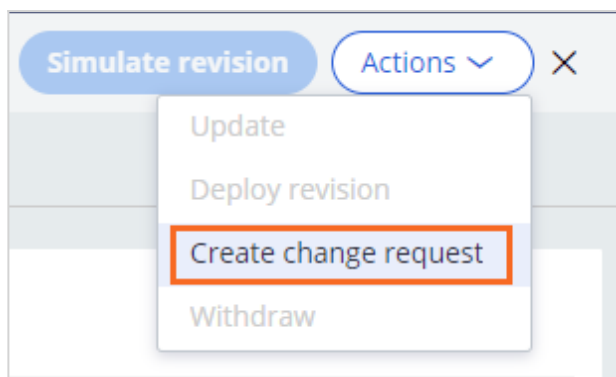 Simulate revision Actions
Update
Deploy revision
Create change request
Withdraw